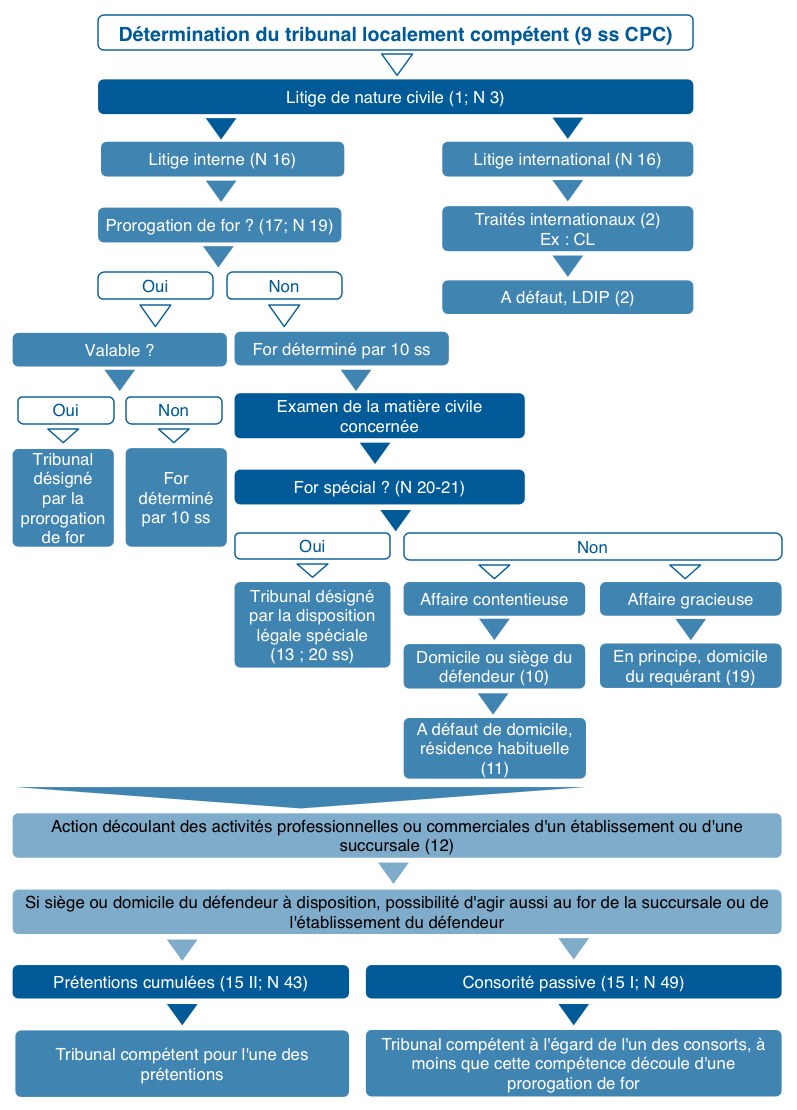 Détermination du tribunal localement compétent (9 ss CPC)
Litige de nature civile (1; N 3)
Litige interne (N 16)
Litige international (N 16)
Prorogation de for ? (17; N 19)
Traités internationaux (2)
Ex : CL
Oui
Non
A défaut, LDIP (2)
Valable ?
For déterminé par 10 ss
Oui
Non
Examen de la matière civile
concernée
Tribunal
désigné
par la
prorogation
de for
For
déterminé
par 10 ss
For spécial ? (N 20-21)
Oui
Non
Tribunal désigné
par la disposition
légale spéciale
(13 ; 20 ss)
Affaire contentieuse
Affaire gracieuse
Domicile ou siège du
défendeur (10)
En principe, domicile
du requérant (19)
A défaut de domicile,
résidence habituelle
(11)
Action découlant des activités professionnelles ou commerciales d'un établissement ou d'une
succursale (12)
Si siège ou domicile du défendeur à disposition, possibilité d'agir aussi au for de la succursale ou de
l'établissement du défendeur
Prétentions cumulées (15 II; N 43)
Consorité passive (15 I; N 49)
Tribunal compétent pour l'une des
prétentions
Tribunal compétent à l'égard de l'un des consorts, à
moins que cette compétence découle d'une
prorogation de for